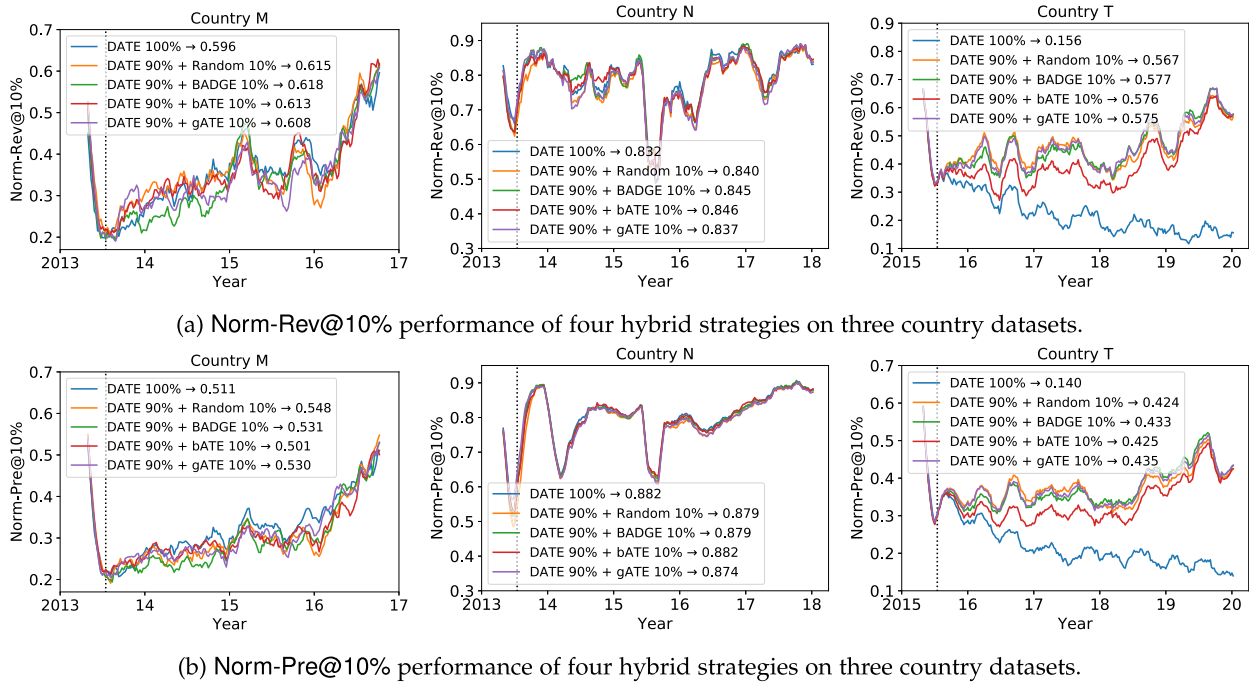 Country M
0.7
0.6
0.5
0.4
0.3
0.2
Norm-Rev@10%
DATE 100% → 0.596
DATE 90% + Random 10% → 0.615
DATE 90% + BADGE 10% → 0.618
DATE 90% + bATE 10% → 0.613
DATE 90% + gATE 10% → 0.608
2013 14 15 16 17
Year
Country N
0.9
0.8
0.7
0.6
0.5
0.4
0.3
Norm-Rev@10%
DATE 100% → 0.832
DATE 90% + Random 10% → 0.840
DATE 90% + BADGE 10% → 0.845
DATE 90% + bATE 10% → 0.846
DATE 90% + gATE 10% → 0.837
2013 14 15 16 17 18
Year
Country T
0.9
0.8
0.7
0.6
0.5
0.4
0.3
0.2
0.1
Norm-Rev@10%
DATE 100% → 0.156
DATE 90% + Random 10% → 0.567
DATE 90% + BADGE 10% → 0.577
DATE 90% + bATE 10% → 0.576
DATE 90% + gATE 10% → 0.575
2015 16 17 18 19 20
Year
(a) Norm-Rev@10% performance of four hybrid strategies on three country datasets.
Country M
0.7
0.6
0.5
0.4
0.3
0.2
Norm-Pre@10%
DATE 100% → 0.511
DATE 90% + Random 10% → 0.548
DATE 90% + BADGE 10% → 0.531
DATE 90% + bATE 10% → 0.501
DATE 90% + gATE 10% → 0.530
2013 14 15 16 17
Year
Country N
0.9
0.8
0.7
0.6
0.5
0.4
0.3
Norm-Pre@10%
DATE 100% → 0.882
DATE 90% + Random 10% → 0.879
DATE 90% + BADGE 10% → 0.879
DATE 90% + bATE 10% → 0.882
DATE 90% + gATE 10% → 0.874
2013 14 15 16 17 18
Year
Country T
0.7
0.6
0.5
0.4
0.3
0.2
0.1
Norm-Pre@10%
DATE 100% → 0.140
DATE 90% + Random 10% → 0.424
DATE 90% + BADGE 10% → 0.433
DATE 90% + bATE 10% → 0.425
DATE 90% + gATE 10% → 0.435
2015 16 17 18 19 20
Year
(b) Norm-Pre@10% performance of four hybrid strategies on three country datasets.